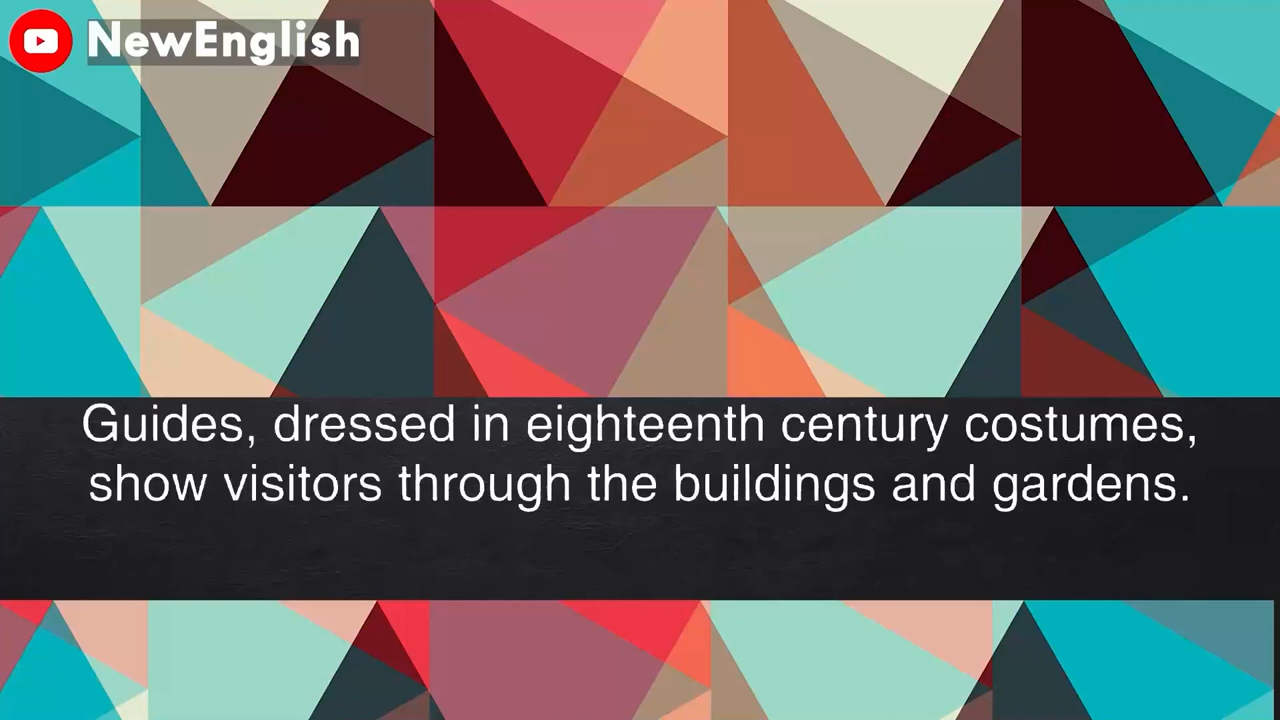 NewEnglish
Guides, dressed in eighteenth century costumes,
show visitors through the buildings and gardens.